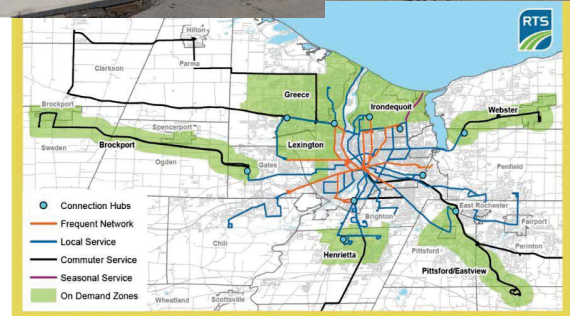 RTS
Hilton
Clarkson
Parma
Greece
Irondequoit
Webster
Brockport
Spencerport
Lexington
Sweden
Brockport
Ogden
Gates
Penfield
East Rochester
Brighton
Fairport
Chili
Henrietta
Pittsford
Perinton
Pittsford/Eastview
Wheatland
Scottsville
Connection Hubs
Frequent Network
Local Service
Commuter Service
Seasonal Service
On Demand Zones